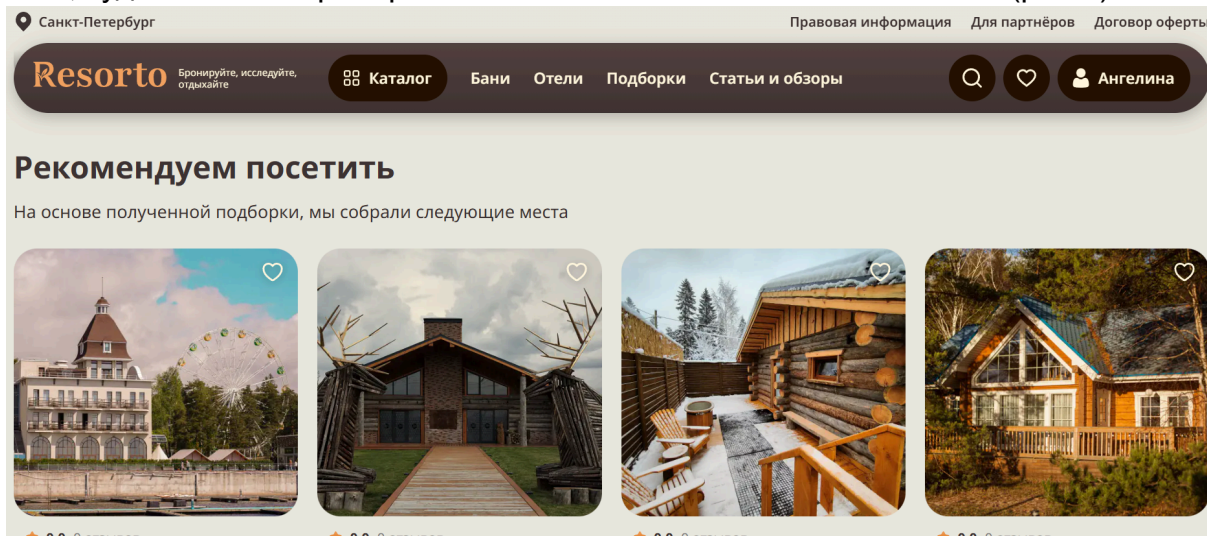 Санкт-Петербург
Правовая информация Для партнёров Договор оферты
Resorto
Бронируйте, исследуйте,
отдыхайте
Каталог Бани Отели Подборки Статьи и обзоры Ангелина
Рекомендуем посетить
На основе полученной подборки, мы собрали следующие места